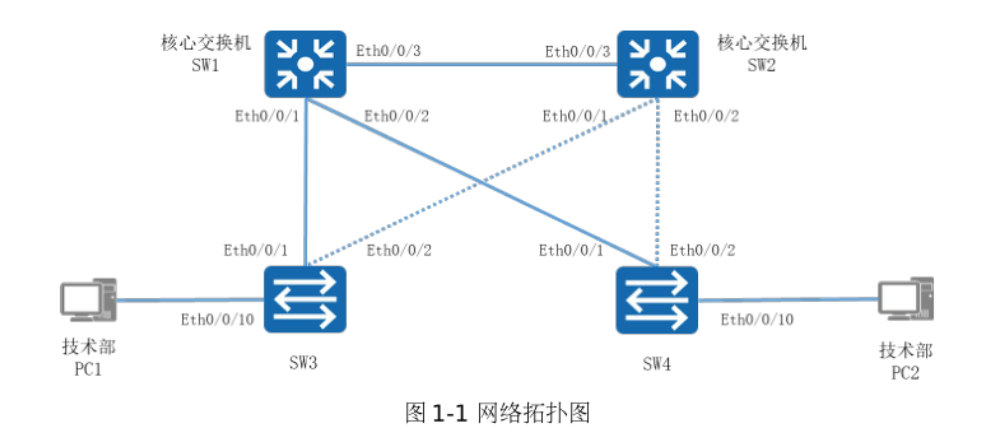 核心交换机
SW1
Eth0/0/3
Eth0/0/3
核心交换机
SW2
Eth0/0/1
Eth0/0/2
Eth0/0/1
Eth0/0/2
Eth0/0/1
Eth0/0/2
Eth0/0/1
Eth0/0/2
Eth0/0/10
Eth0/0/10
技术部
PC1
SW3
SW4
技术部
PC2
图 1-1 网络拓扑图